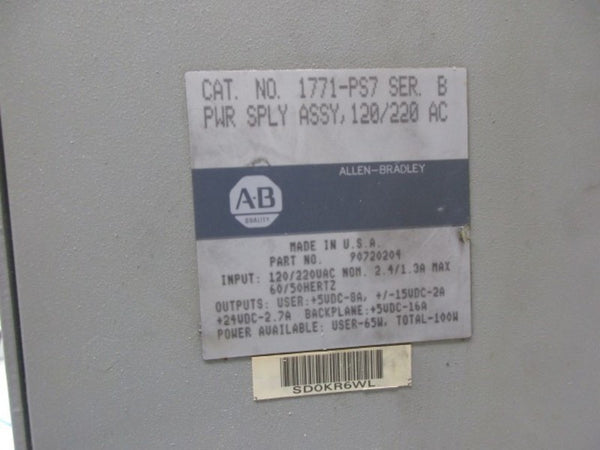 CAT. NO. 1771-PS7 SER. B
PWR SPLY ASSY, 120/220 AC
ALLEN-BRADLEY
A-B
QUALITY
MADE IN U.S.A.
PART NO. 90720204
INPUT: 120/220VAC NOM. 2.4/1.3A MAX
60/50HERTZ
OUTPUTS: USER:+5VDC-8A, +/-15VDC-2A
+24VDC-2.7A BACKPLANE:+5VDC-16A
POWER AVAILABLE: USER-65W, TOTAL-100W
SD0KR6WL